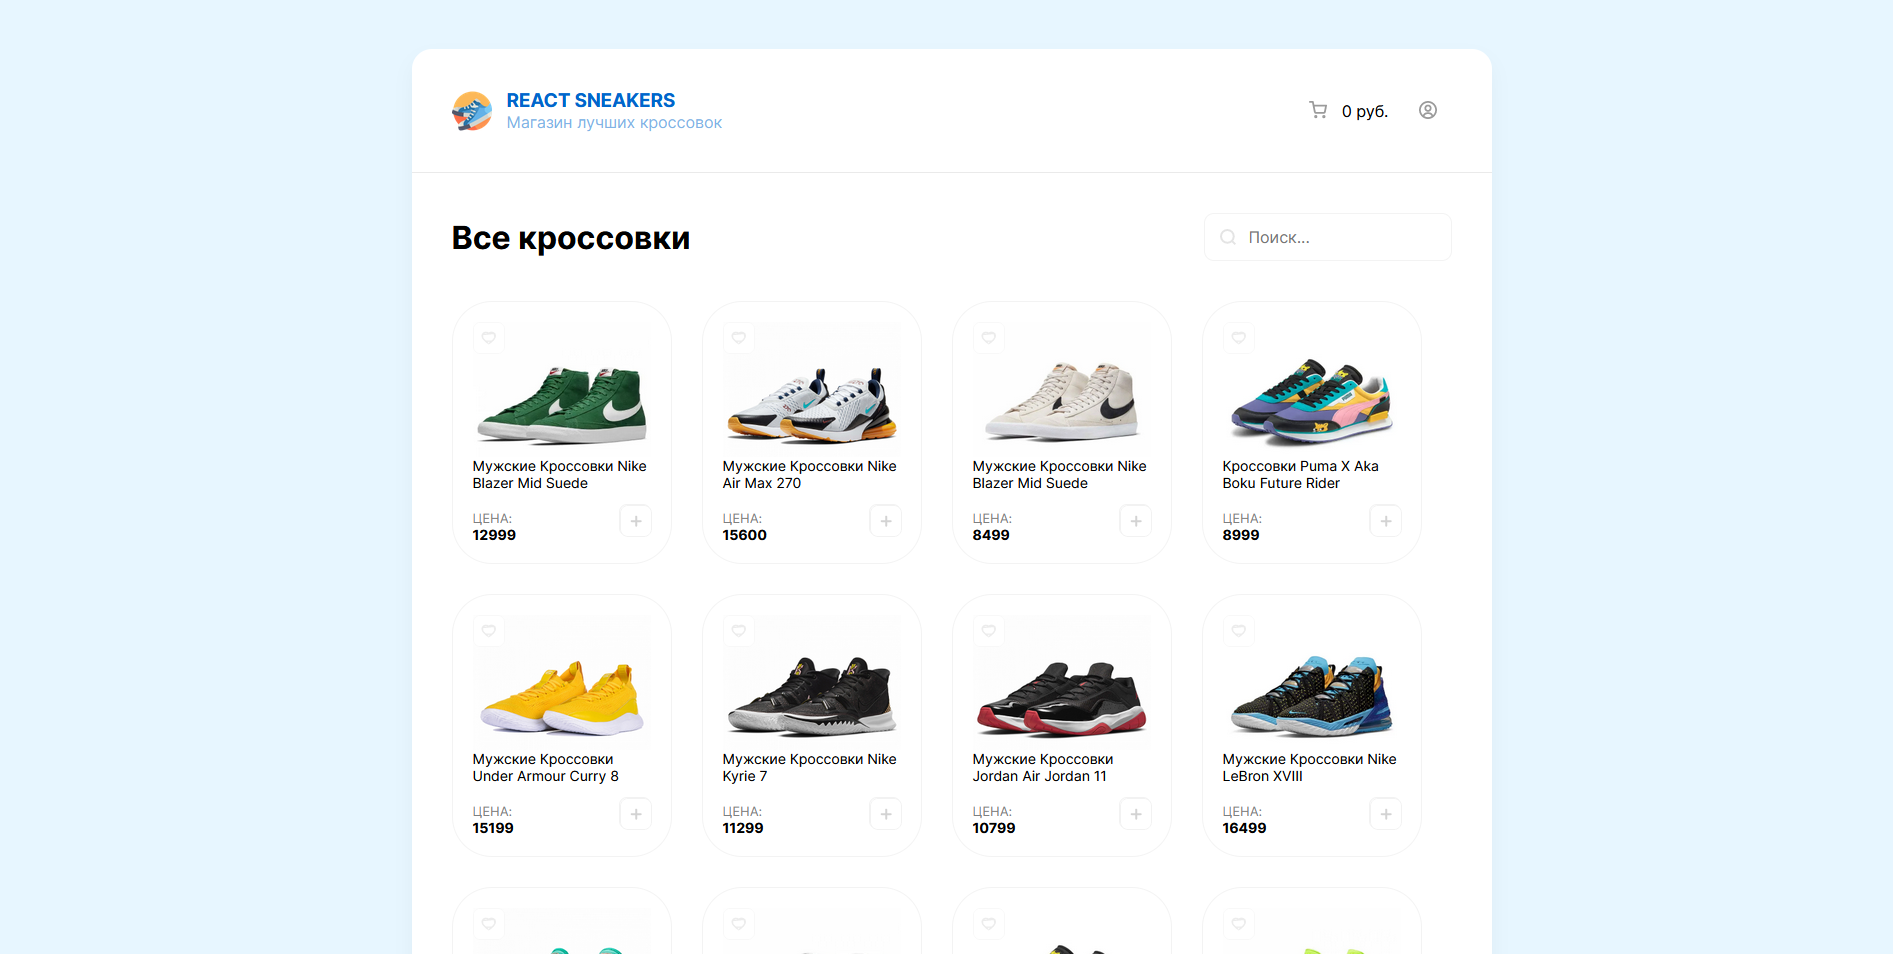 REACT SNEAKERS
Магазин лучших кроссовок
0 руб.
Все кроссовки
Поиск...
Мужские Кроссовки Nike
Blazer Mid Suede
ЦЕНА:
12999
Мужские Кроссовки Nike
Air Max 270
ЦЕНА:
15600
Мужские Кроссовки Nike
Blazer Mid Suede
ЦЕНА:
8499
Кроссовки Puma X Aka
Boku Future Rider
ЦЕНА:
8999
Мужские Кроссовки
Under Armour Curry 8
ЦЕНА:
15199
Мужские Кроссовки Nike
Kyrie 7
ЦЕНА:
11299
Мужские Кроссовки
Jordan Air Jordan 11
ЦЕНА:
10799
Мужские Кроссовки Nike
LeBron XVIII
ЦЕНА:
16499